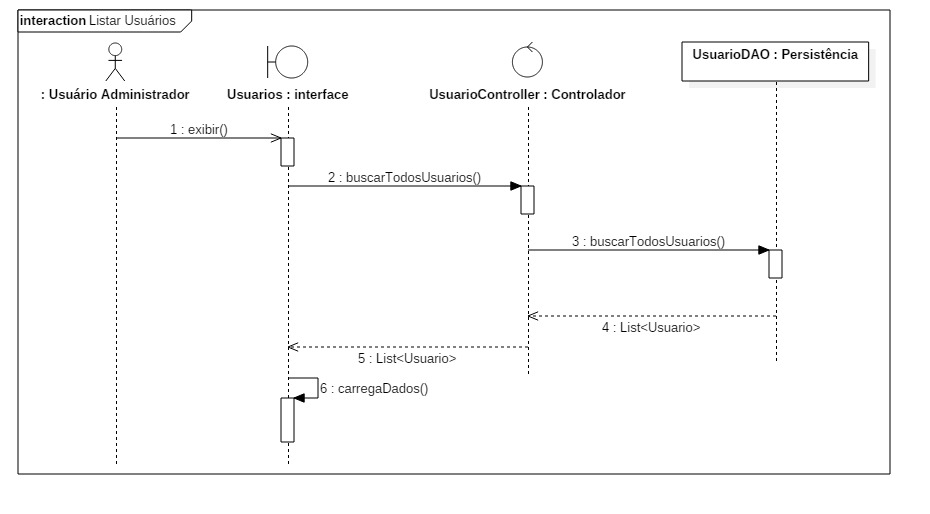 interaction Listar Usuários
: Usuário Administrador
Usuarios : interface
UsuarioController : Controlador
UsuarioDAO : Persistência
1 : exibir()
2 : buscarTodosUsuarios()
3 : buscarTodosUsuarios()
4 : List<Usuario>
5 : List<Usuario>
6 : carregaDados()